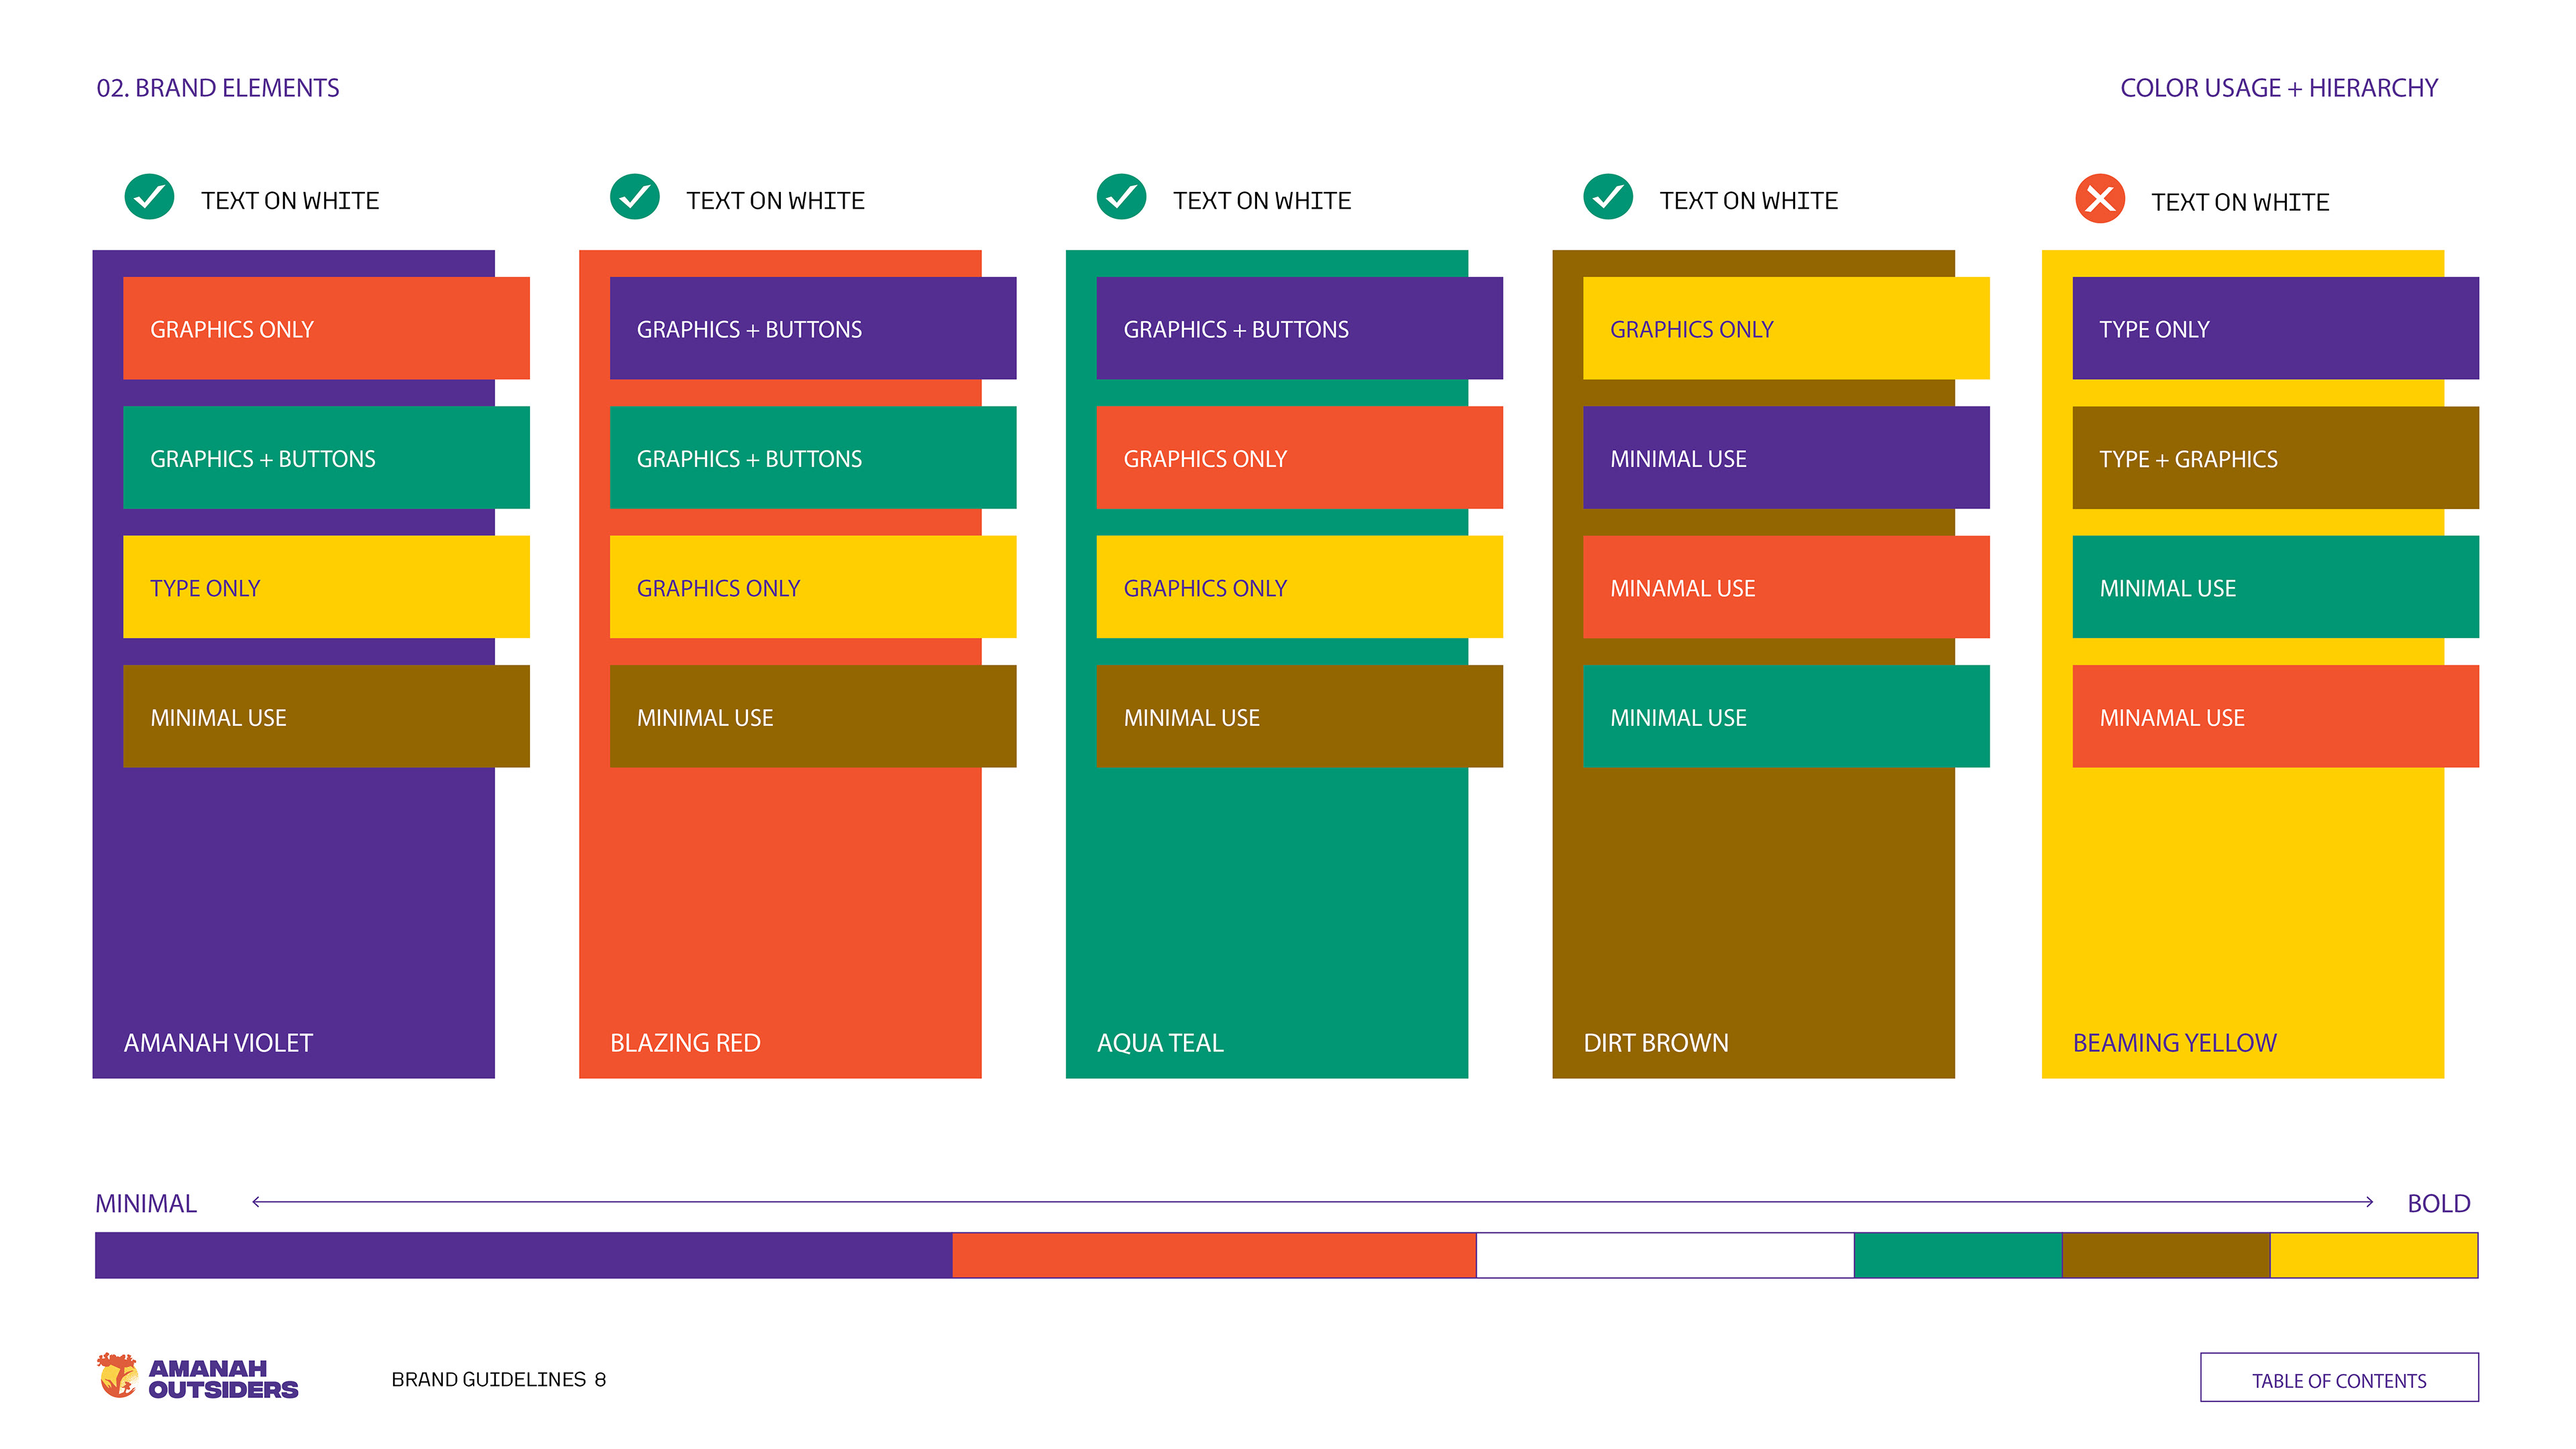 02. BRAND ELEMENTS
COLOR USAGE + HIERARCHY
TEXT ON WHITE
GRAPHICS ONLY
GRAPHICS + BUTTONS
TYPE ONLY
MINIMAL USE
AMANAH VIOLET
TEXT ON WHITE
GRAPHICS + BUTTONS
GRAPHICS + BUTTONS
GRAPHICS ONLY
MINIMAL USE
BLAZING RED
TEXT ON WHITE
GRAPHICS + BUTTONS
GRAPHICS ONLY
GRAPHICS ONLY
MINIMAL USE
AQUA TEAL
TEXT ON WHITE
GRAPHICS ONLY
MINIMAL USE
MINAMAL USE
MINIMAL USE
DIRT BROWN
TEXT ON WHITE
TYPE ONLY
TYPE + GRAPHICS
MINIMAL USE
MINAMAL USE
BEAMING YELLOW
MINIMAL
BOLD
AMANAH
OUTSIDERS
BRAND GUIDELINES 8
TABLE OF CONTENTS